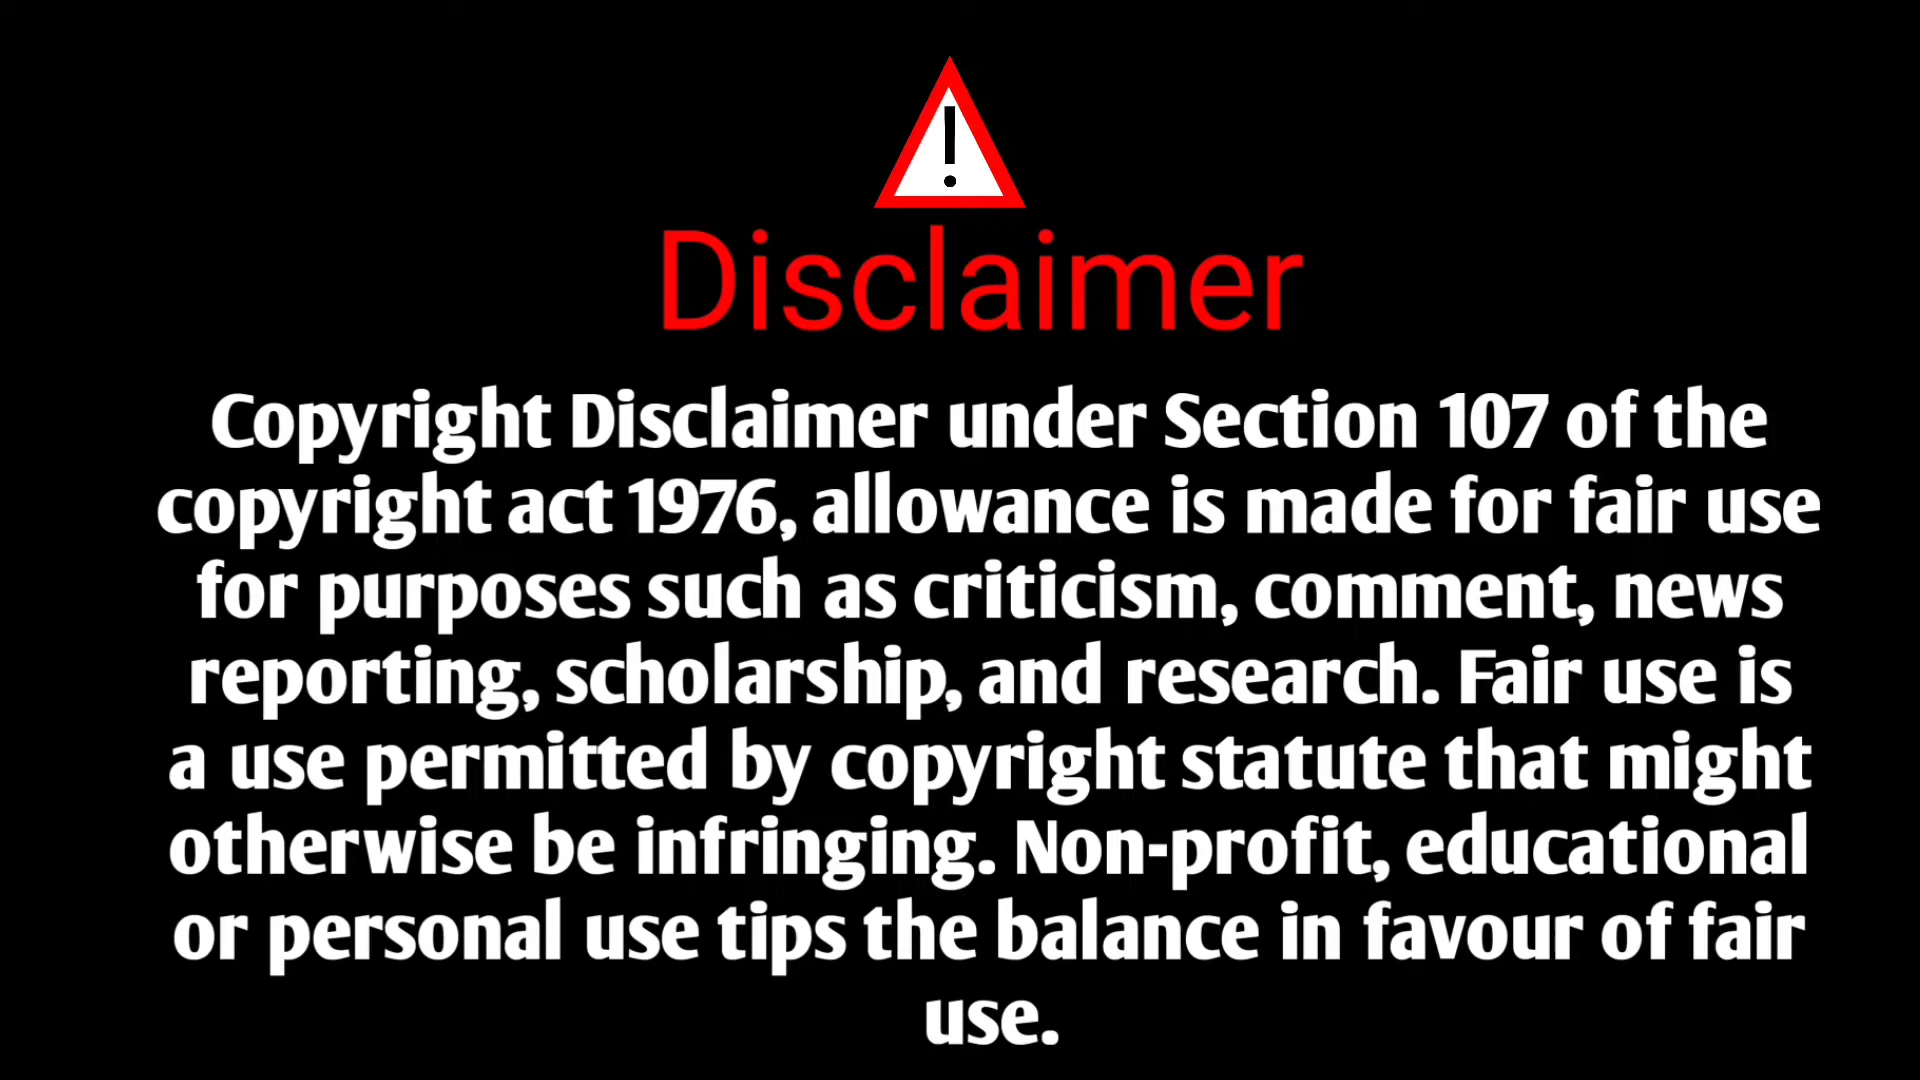 Disclaimer
Copyright Disclaimer under Section 107 of the
copyright act 1976, allowance is made for fair use
for purposes such as criticism, comment, news
reporting, scholarship, and research. Fair use is
a use permitted by copyright statute that might
otherwise be infringing. Non-profit, educational
or personal use tips the balance in favour of fair
use.